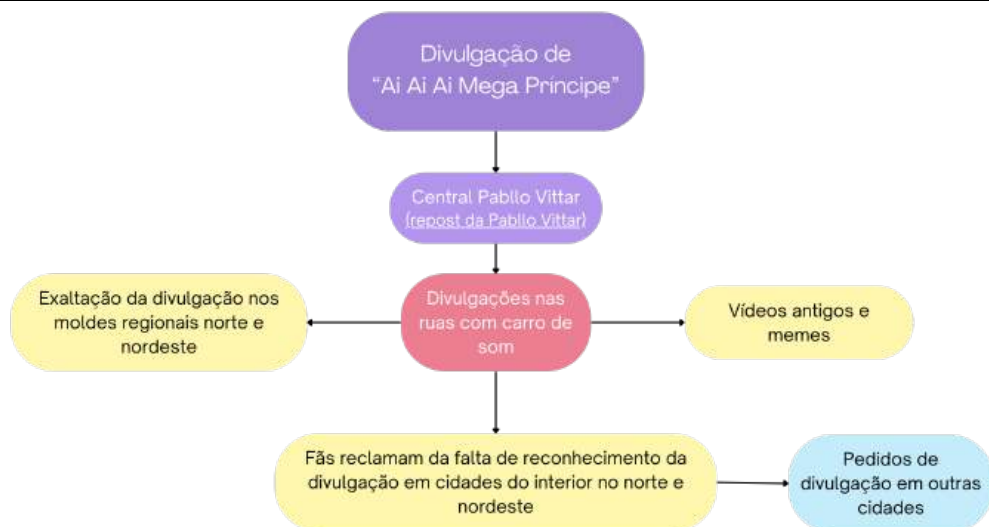 Divulgação de
“Ai Ai Ai Mega Príncipe”
Central Pabllo Vittar
(repost da Pabllo Vittar)
Exaltação da divulgação nos
moldes regionais norte e
nordeste
Divulgações nas
ruas com carro de
som
Vídeos antigos e
memes
Fãs reclamam da falta de reconhecimento da
divulgação em cidades do interior no norte e
nordeste
Pedidos de
divulgação em outras
cidades